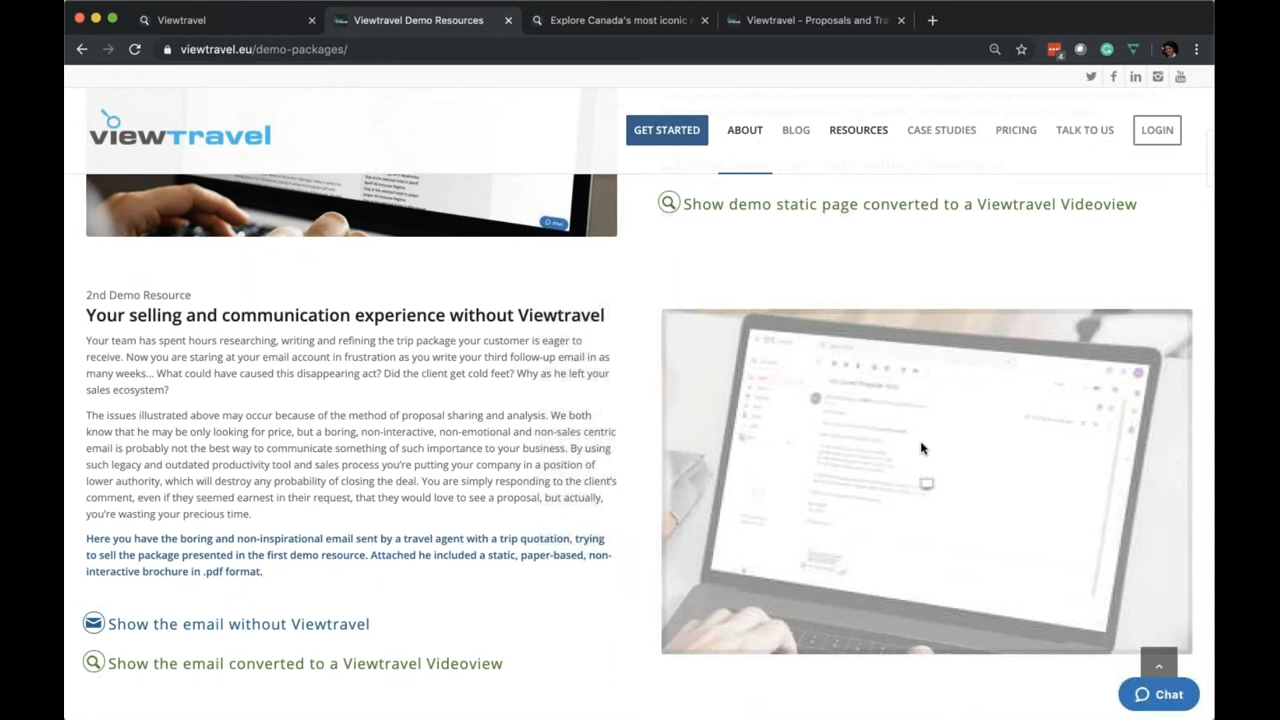 Viewtravel
Viewtravel Demo Resources
Explore Canada's most iconic
Viewtravel - Proposals and Tra
viewtravel.eu/demo-packages/
4
viewTravel
GET STARTED
ABOUT
BLOG
RESOURCES
CASE STUDIES
PRICING
TALK TO US
LOGIN
Chat
Show demo static page converted to a Viewtravel Videoview
2nd Demo Resource
Your selling and communication experience without Viewtravel
Your team has spent hours researching, writing and refining the trip package your customer is eager to
receive. Now you are staring at your email account in frustration as you write your third follow-up email in as
many weeks... What could have caused this disappearing act? Did the client get cold feet? Why as he left your
sales ecosystem?
The issues illustrated above may occur because of the method of proposal sharing and analysis. We both
know that he may be only looking for price, but a boring, non-interactive, non-emotional and non-sales centric
email is probably not the best way to communicate something of such importance to your business. By using
such legacy and outdated productivity tool and sales process you're putting your company in a position of
lower authority, which will destroy any probability of closing the deal. You are simply responding to the client's
comment, even if they seemed earnest in their request, that they would love to see a proposal, but actually,
you're wasting your precious time.
Here you have the boring and non-inspirational email sent by a travel agent with a trip quotation, trying
to sell the package presented in the first demo resource. Attached he included a static, paper-based, non-
interactive brochure in .pdf format.
Show the email without Viewtravel
Show the email converted to a Viewtravel Videoview
Chat